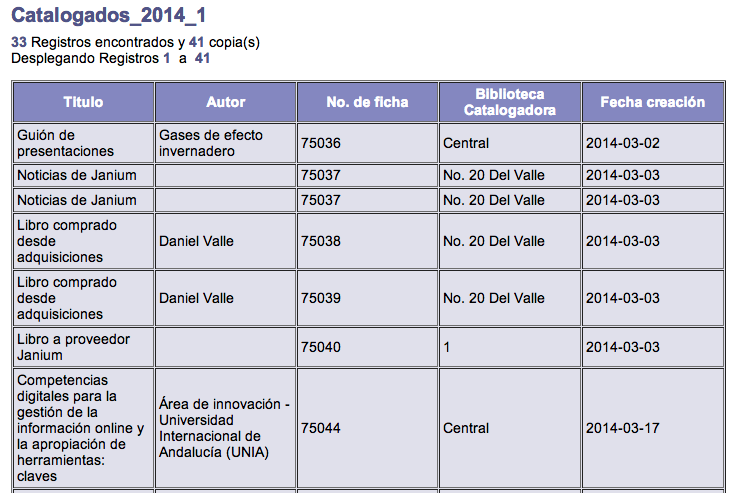 Catalogados_2014_1
33 Registros encontrados y 41 copia(s)
Desplegando Registros 1 a 41
Titulo Autor No. de ficha Biblioteca Catalogadora Fecha creación
Guión de presentaciones Gases de efecto invernadero 75036 Central 2014-03-02
Noticias de Janium 75037 No. 20 Del Valle 2014-03-03
Noticias de Janium 75037 No. 20 Del Valle 2014-03-03
Libro comprado desde adquisiciones Daniel Valle 75038 No. 20 Del Valle 2014-03-03
Libro comprado desde adquisiciones Daniel Valle 75039 No. 20 Del Valle 2014-03-03
Libro a proveedor Janium 75040 1 2014-03-03
Competencias digitales para la gestión de la información online y la apropiación de herramientas: claves Área de innovación - Universidad Internacional de Andalucía (UNIA) 75044 Central 2014-03-17